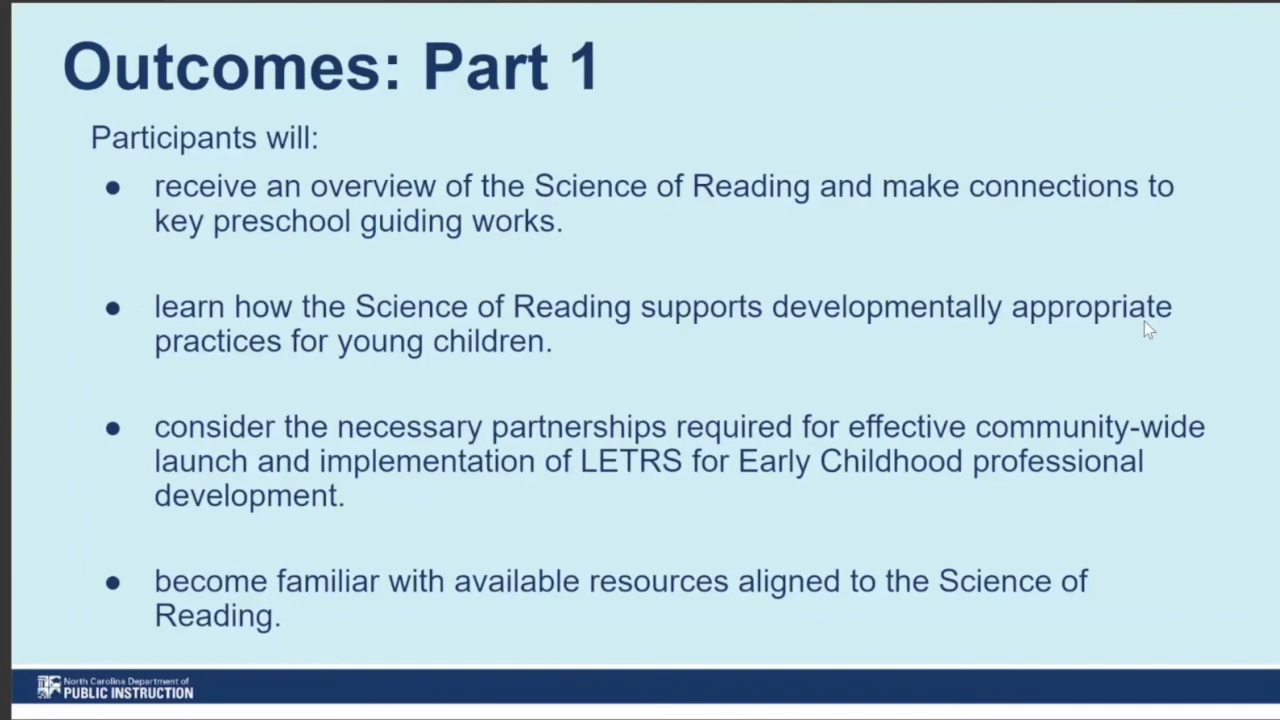 Outcomes: Part 1
Participants will:
● receive an overview of the Science of Reading and make connections to
key preschool guiding works.
● learn how the Science of Reading supports developmentally appropriate
practices for young children.
● consider the necessary partnerships required for effective community-wide
launch and implementation of LETRS for Early Childhood professional
development.
● become familiar with available resources aligned to the Science of
Reading.
North Carolina Department of
PUBLIC INSTRUCTION